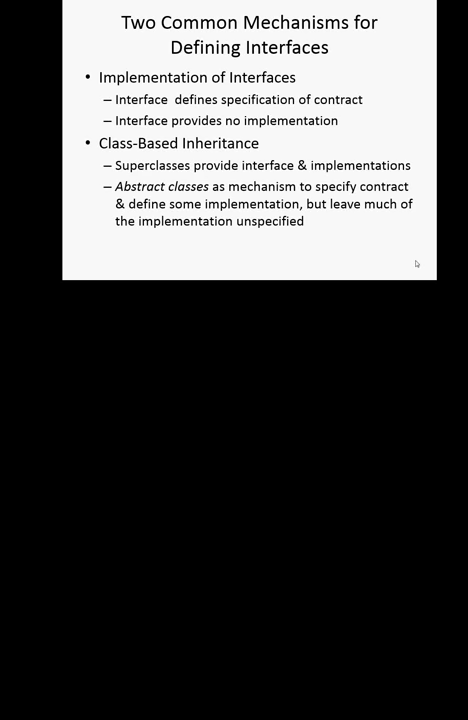 Two Common Mechanisms for
Defining Interfaces
• Implementation of Interfaces
– Interface defines specification of contract
– Interface provides no implementation
• Class-Based Inheritance
– Superclasses provide interface & implementations
– Abstract classes as mechanism to specify contract
& define some implementation, but leave much of
the implementation unspecified